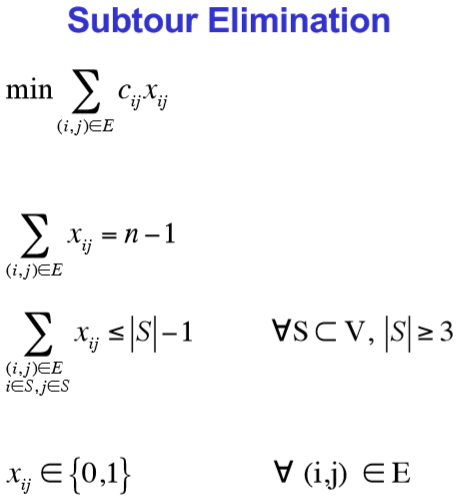 Subtour Elimination
min ∑_{(i,j)∈E} c_{ij}x_{ij}
∑_{(i,j)∈E} x_{ij} = n − 1
∑_{(i,j)∈E i∈S,j∈S} x_{ij} ≤ |S| − 1 ∀S ⊂ V, |S| ≥ 3
x_{ij} ∈ {0,1} ∀ (i,j) ∈ E